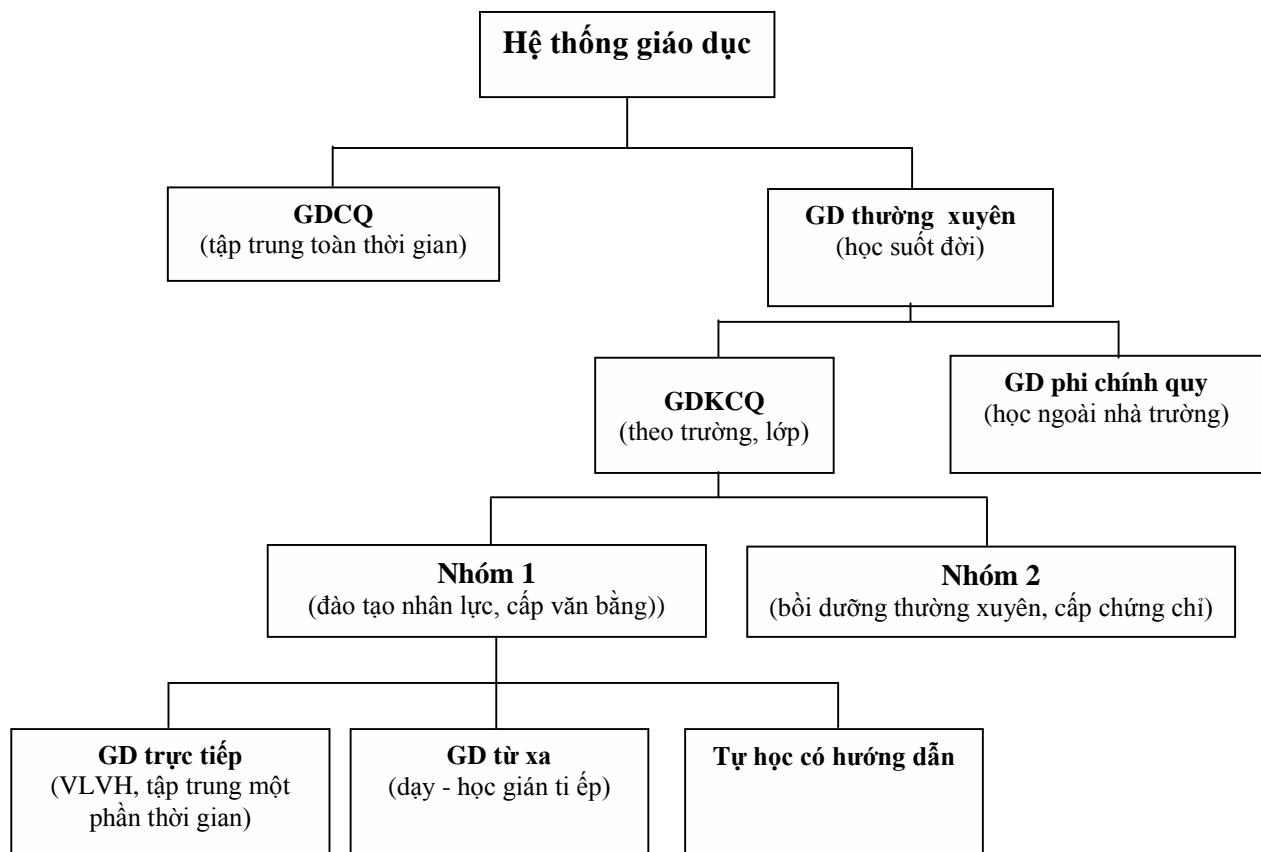 Hệ thống giáo dục
GDCQ
(tập trung toàn thời gian)
GD thường xuyên
(học suốt đời)
GDKCQ
(theo trường, lớp)
GD phi chính quy
(học ngoài nhà trường)
Nhóm 1
(đào tạo nhân lực, cấp văn bằng))
Nhóm 2
(bồi dưỡng thường xuyên, cấp chứng chỉ)
GD trực tiếp
(VLVH, tập trung một
phần thời gian)
GD từ xa
(dạy - học gián ti ếp)
Tự học có hướng dẫn